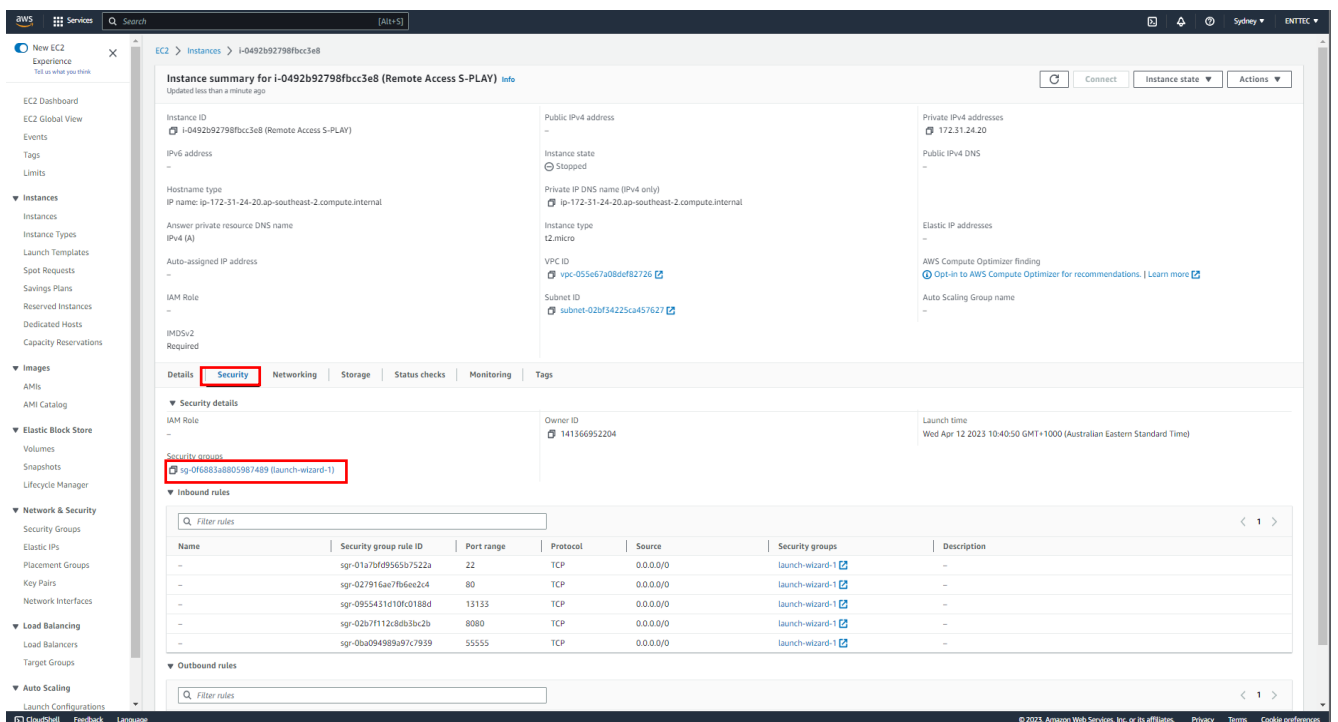 aws Services Search [Alt+S] Sydney ▼ ENTTEC ▼
New EC2
Experience
Tell us what you think
EC2 Dashboard
EC2 Global View
Events
Tags
Limits
▼ Instances
Instances
Instance Types
Launch Templates
Spot Requests
Savings Plans
Reserved Instances
Dedicated Hosts
Capacity Reservations
▼ Images
AMIs
AMI Catalog
▼ Elastic Block Store
Volumes
Snapshots
Lifecycle Manager
▼ Network & Security
Security Groups
Elastic IPs
Placement Groups
Key Pairs
Network Interfaces
▼ Load Balancing
Load Balancers
Target Groups
▼ Auto Scaling
Launch Configurations
EC2 > Instances > i-0492b92798fbcc3e8
Instance summary for i-0492b92798fbcc3e8 (Remote Access S-PLAY) Info
Updated less than a minute ago
Connect Instance state ▼ Actions ▼
Instance ID Public IPv4 address Private IPv4 addresses
i-0492b92798fbcc3e8 (Remote Access S-PLAY) – 172.31.24.20
IPv6 address Instance state Public IPv4 DNS
– Stopped –
Hostname type Private IP DNS name (IPv4 only)
IP name: ip-172-31-24-20.ap-southeast-2.compute.internal ip-172-31-24-20.ap-southeast-2.compute.internal
Answer private resource DNS name Instance type Elastic IP addresses
IPv4 (A) t2.micro –
Auto-assigned IP address VPC ID AWS Compute Optimizer finding
– vpc-055e67a08def82726 Opt-in to AWS Compute Optimizer for recommendations. | Learn more
IAM Role Subnet ID Auto Scaling Group name
– subnet-02bf34225ca457627 –
IMDSv2
Required
Details Security Networking Storage Status checks Monitoring Tags
▼ Security details
IAM Role Owner ID Launch time
– 141366952204 Wed Apr 12 2023 10:40:50 GMT+1000 (Australian Eastern Standard Time)
Security groups
sg-0f6883a8805987489 (launch-wizard-1)
▼ Inbound rules
Filter rules < 1 >
Name Security group rule ID Port range Protocol Source Security groups Description
– sgr-01a7bfd9565b7522a 22 TCP 0.0.0.0/0 launch-wizard-1 –
– sgr-027916ae7fb6ee2c4 80 TCP 0.0.0.0/0 launch-wizard-1 –
– sgr-0955431d10fc0188d 13133 TCP 0.0.0.0/0 launch-wizard-1 –
– sgr-02b7f112c8db3bc2b 8080 TCP 0.0.0.0/0 launch-wizard-1 –
– sgr-0ba094989a97c7939 55555 TCP 0.0.0.0/0 launch-wizard-1 –
▼ Outbound rules
Filter rules < 1 >
CloudShell Feedback Language © 2023, Amazon Web Services, Inc. or its affiliates. Privacy Terms Cookie preferences